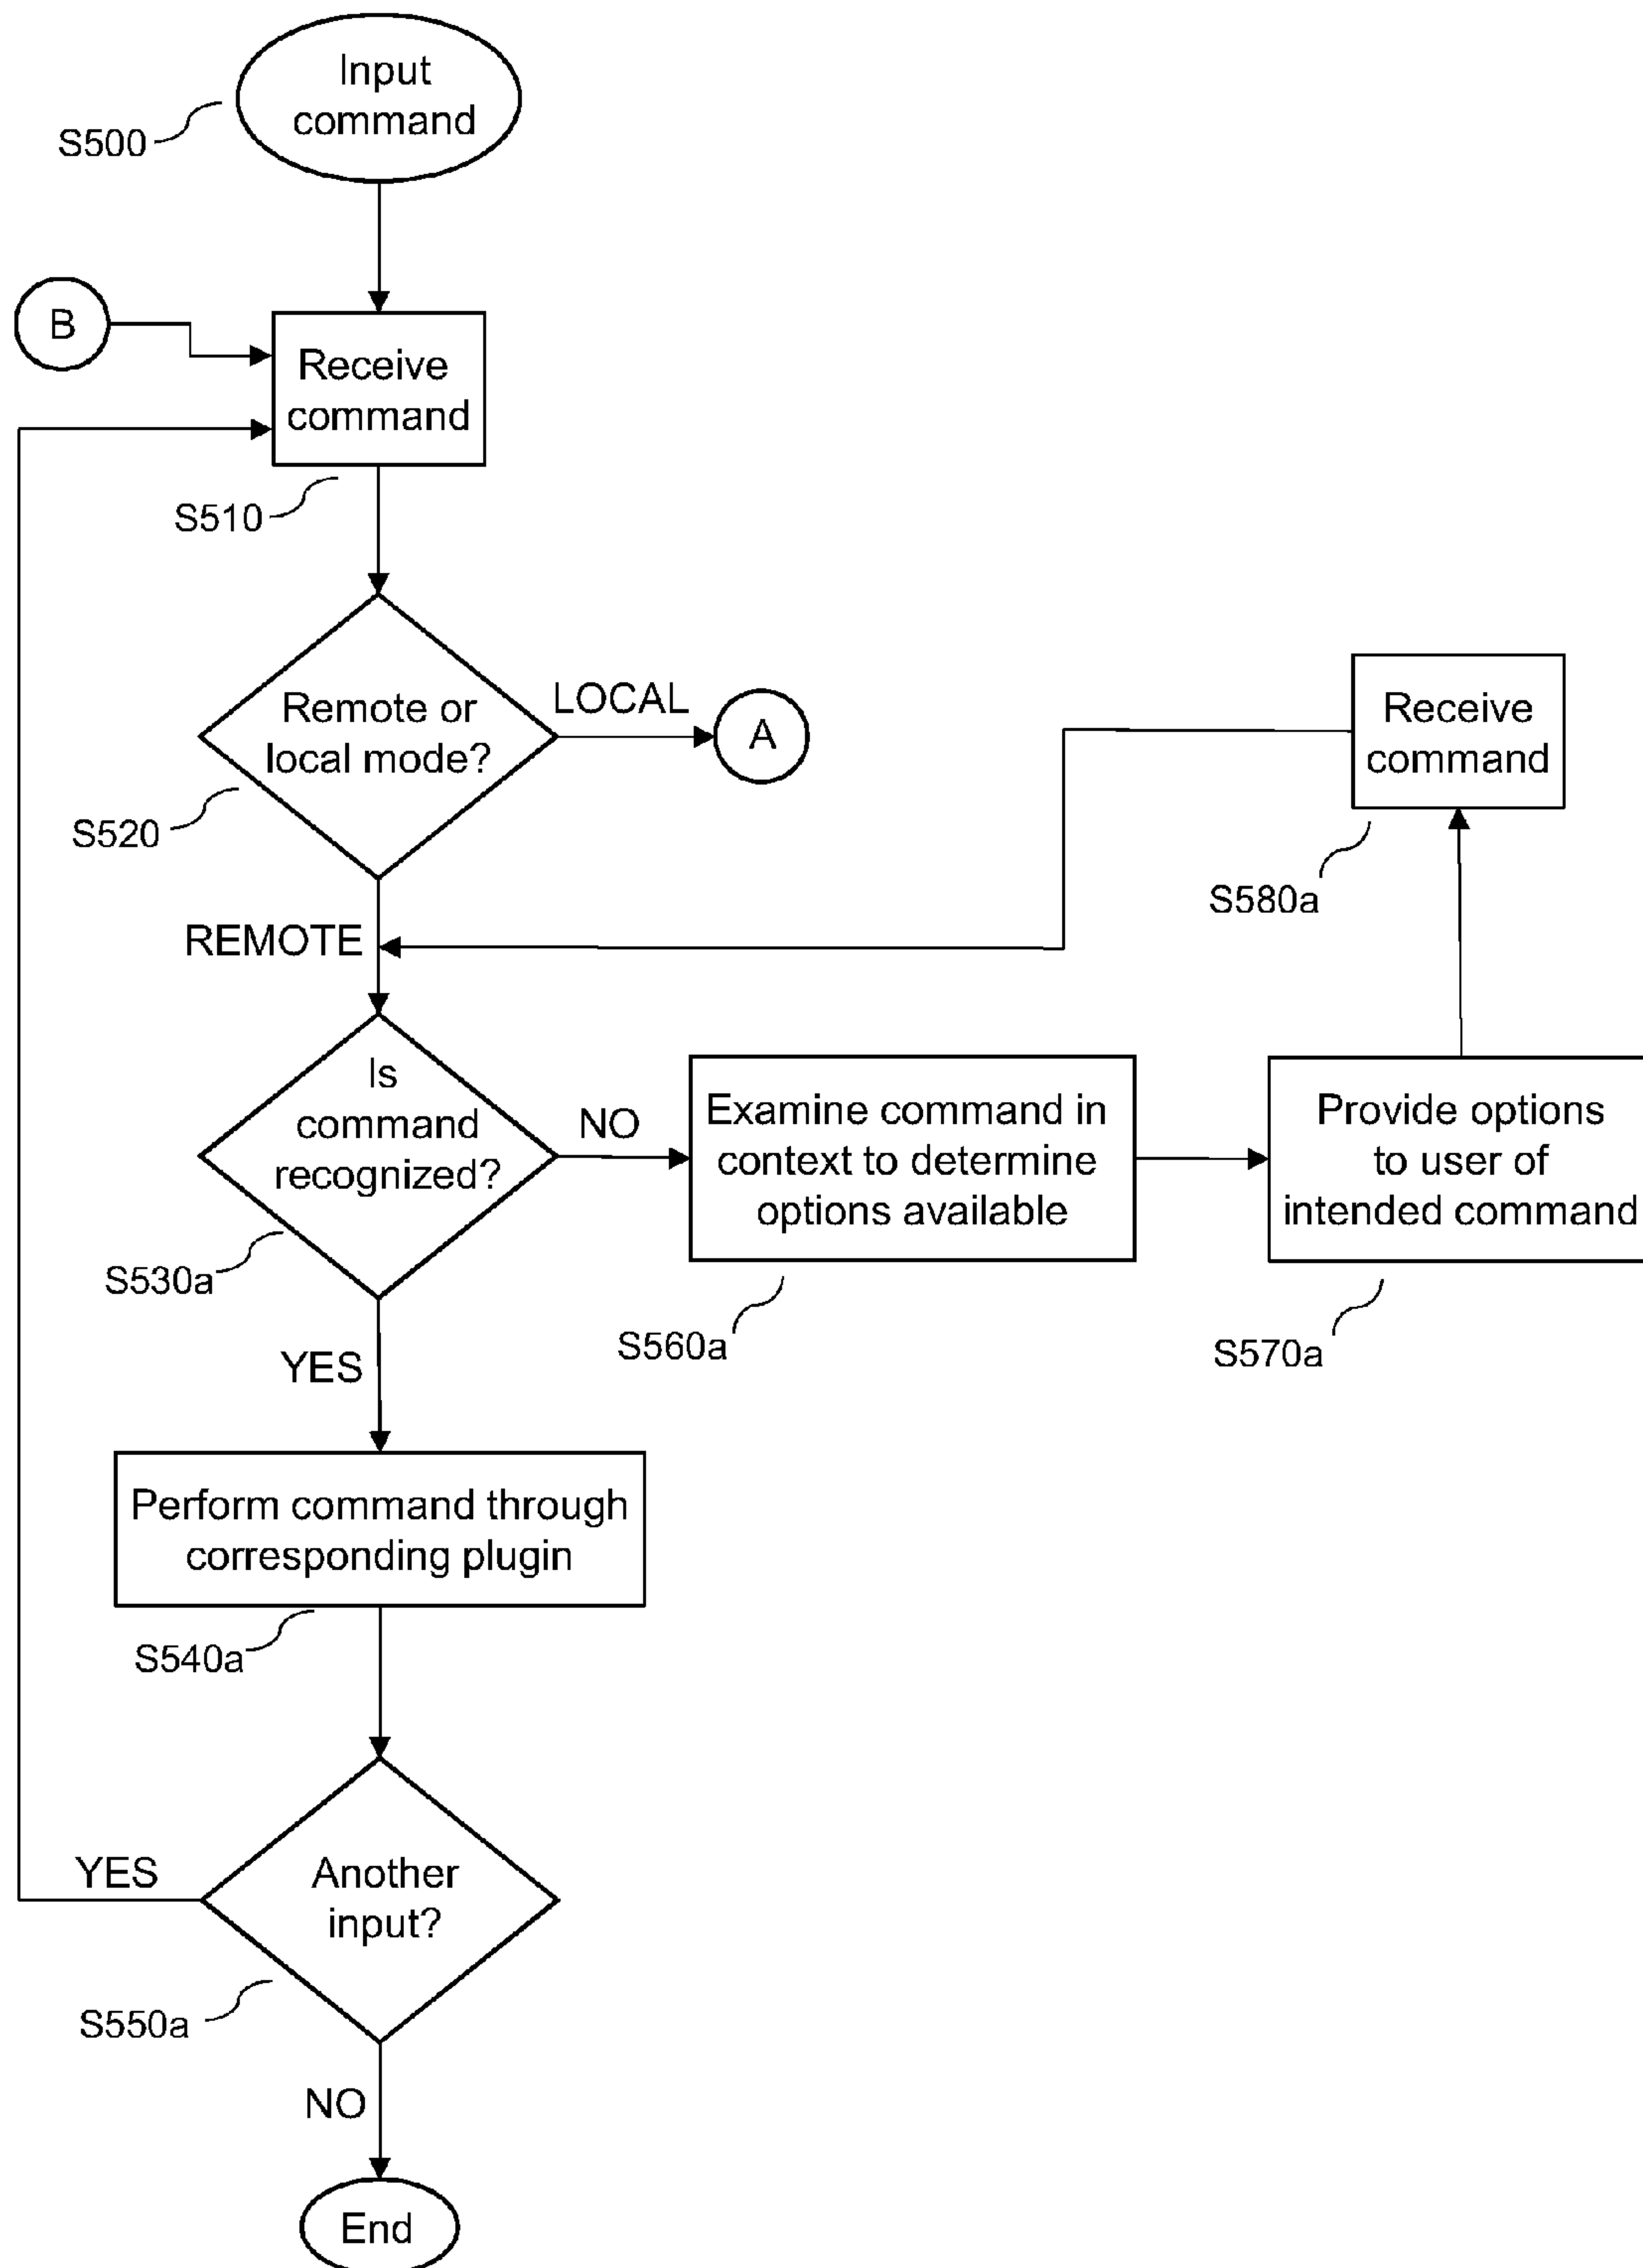 Input
command
S500
B
Receive
command
S510
Remote or
local mode?
LOCAL
A
S520
Receive
command
S580a
REMOTE
Is
command
recognized?
NO
Examine command in
context to determine
options available
Provide options
to user of
intended command
S530a
S560a
S570a
YES
Perform command through
corresponding plugin
S540a
YES
Another
input?
S550a
NO
End